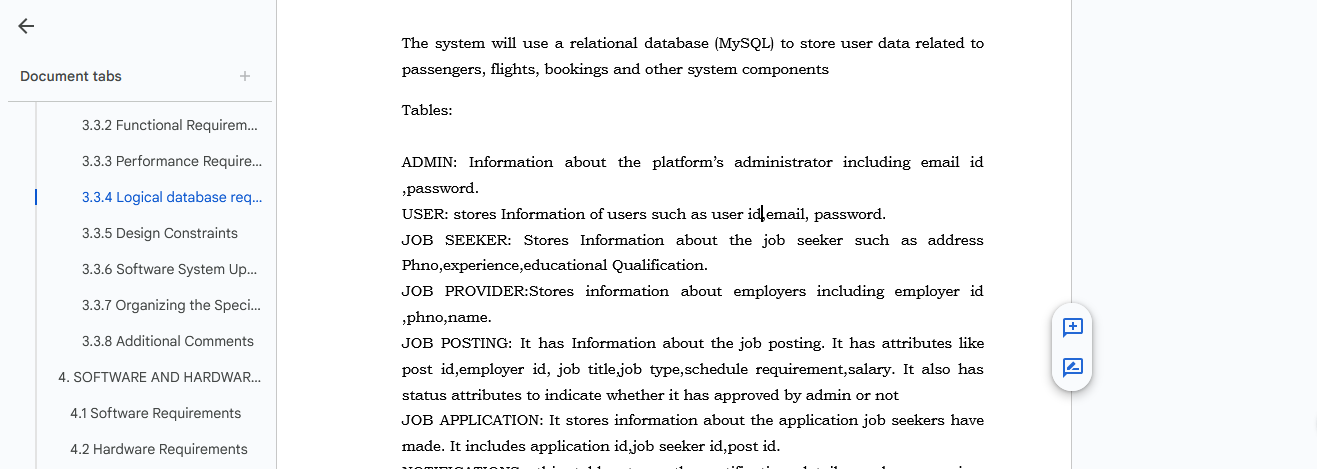 Document tabs
3.3.2 Functional Requirem...
3.3.3 Performance Require...
3.3.4 Logical database req...
3.3.5 Design Constraints
3.3.6 Software System Up...
3.3.7 Organizing the Speci...
3.3.8 Additional Comments
4. SOFTWARE AND HARDWAR...
4.1 Software Requirements
4.2 Hardware Requirements
The system will use a relational database (MySQL) to store user data related to
passengers, flights, bookings and other system components
Tables:
ADMIN: Information about the platform’s administrator including email id
,password.
USER: stores Information of users such as user id,email, password.
JOB SEEKER: Stores Information about the job seeker such as address
Phno,experience,educational Qualification.
JOB PROVIDER:Stores information about employers including employer id
,phno,name.
JOB POSTING: It has Information about the job posting. It has attributes like
post id,employer id, job title,job type,schedule requirement,salary. It also has
status attributes to indicate whether it has approved by admin or not
JOB APPLICATION: It stores information about the application job seekers have
made. It includes application id,job seeker id,post id.